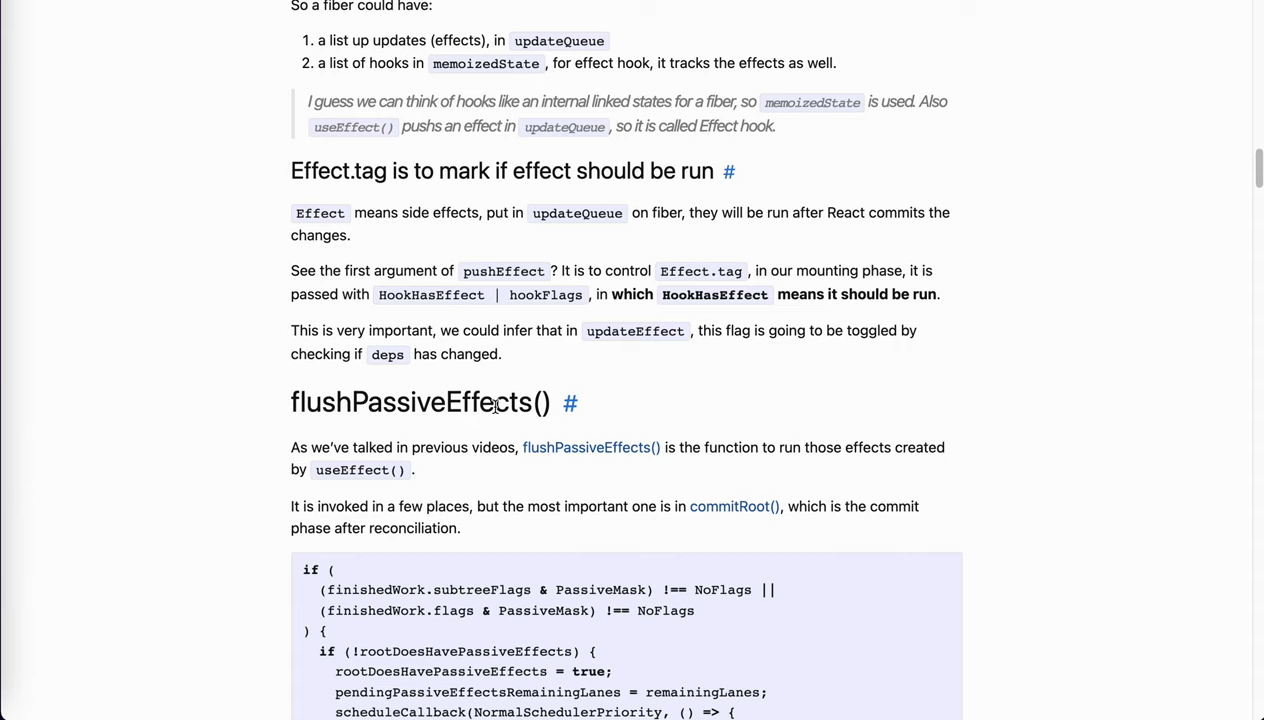 So a fiber could have:
1. a list up updates (effects), in updateQueue
2. a list of hooks in memoizedState, for effect hook, it tracks the effects as well.
I guess we can think of hooks like an internal linked states for a fiber, so memoizedState is used. Also
useEffect() pushs an effect in updateQueue, so it is called Effect hook.
Effect.tag is to mark if effect should be run #
Effect means side effects, put in updateQueue on fiber, they will be run after React commits the
changes.
See the first argument of pushEffect? It is to control Effect.tag, in our mounting phase, it is
passed with HookHasEffect | hookFlags, in which HookHasEffect means it should be run.
This is very important, we could infer that in updateEffect, this flag is going to be toggled by
checking if deps has changed.
flushPassiveEffects() #
As we've talked in previous videos, flushPassiveEffects() is the function to run those effects created
by useEffect().
It is invoked in a few places, but the most important one is in commitRoot(), which is the commit
phase after reconciliation.
if (
(finishedWork.subtreeFlags & PassiveMask) !== NoFlags ||
(finishedWork.flags & PassiveMask) !== NoFlags
) {
if (!rootDoesHavePassiveEffects) {
rootDoesHavePassiveEffects = true;
pendingPassiveEffectsRemainingLanes = remainingLanes;
scheduleCallback(NormalSchedulerPriority, () => {